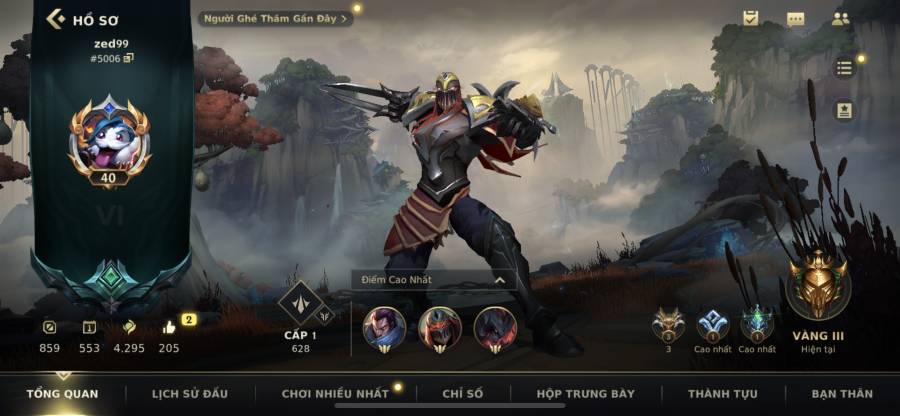 HỒ SƠ
Người Ghé Thăm Gần Đây
zed99
#5006
40
VI
2
859
553
4.295
205
CẤP 1
628
Điểm Cao Nhất
3
Cao nhất
Cao nhất
VÀNG III
Hiện tại
TỔNG QUAN
LỊCH SỬ ĐẤU
CHƠI NHIỀU NHẤT
CHỈ SỐ
HỘP TRƯNG BÀY
THÀNH TỰU
BẠN THÂN